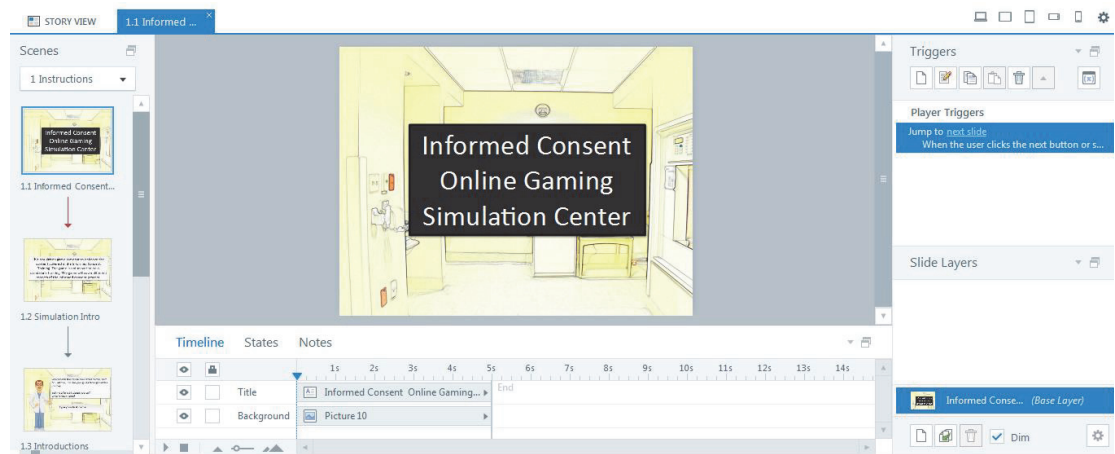 STORY VIEW
1.1 Informed ...
Scenes
1 Instructions
Informed Consent
Online Gaming
Simulation Center
1.1 Informed Consent...
1.2 Simulation Intro
1.3 Introductions
Informed Consent
Online Gaming
Simulation Center
Timeline States Notes
1s 2s 3s 4s 5s 6s 7s 8s 9s 10s 11s 12s 13s 14s
Title Informed Consent Online Gaming... End
Background Picture 10
Triggers
Player Triggers
Jump to next slide
When the user clicks the next button or s...
Slide Layers
Informed Conse... (Base Layer)
Dim